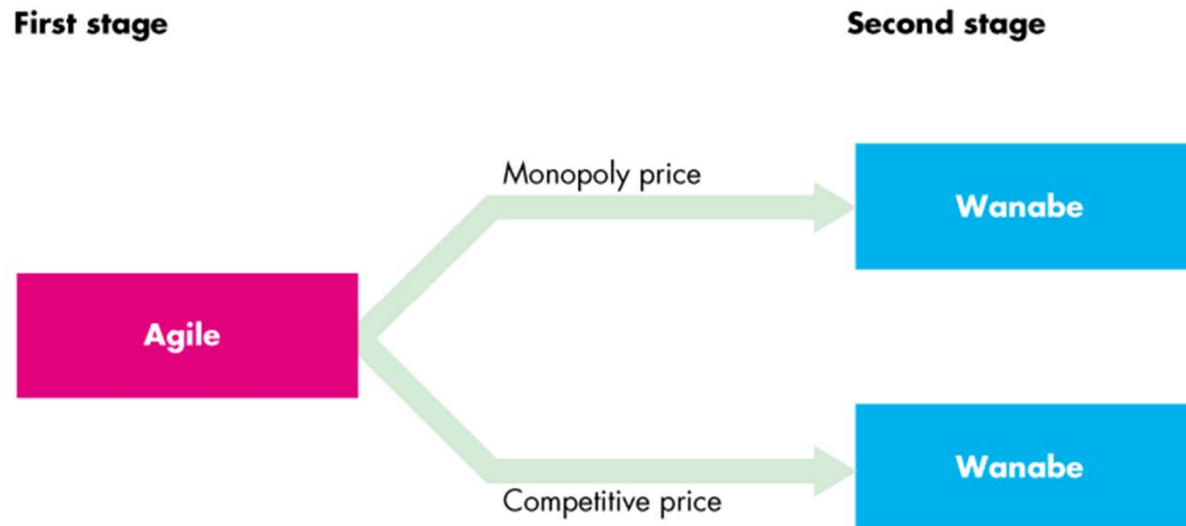 First stage
Second stage
Monopoly price
Wanabe
Agile
Wanabe
Competitive price